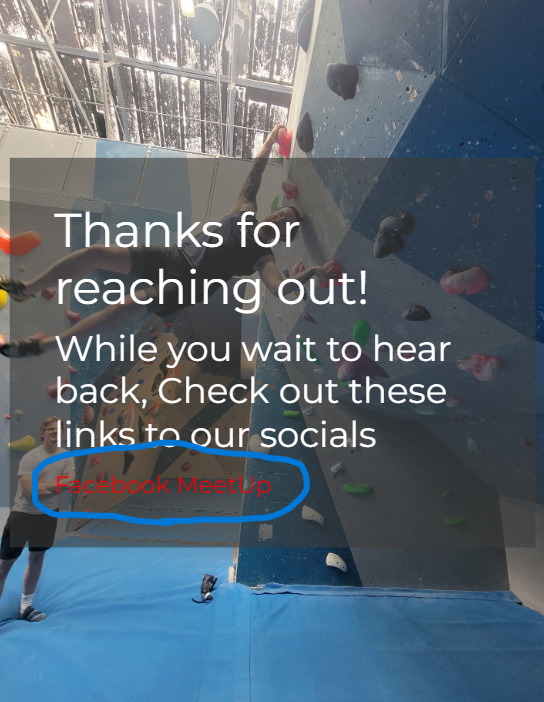 Thanks for
reaching out!
While you wait to hear
back, Check out these
links to our socials
Facebook MeetUp